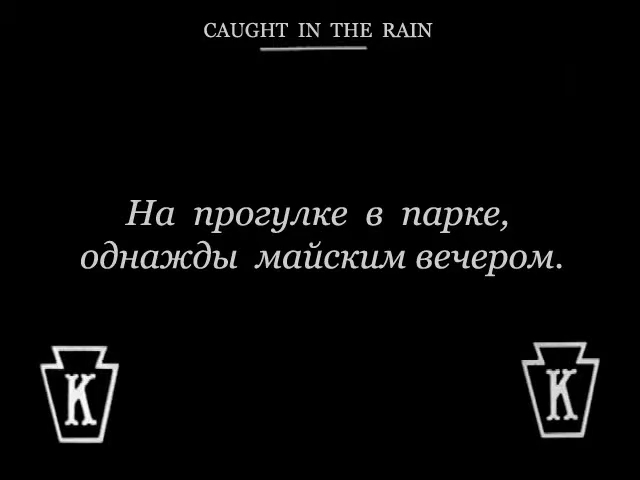 CAUGHT IN THE RAIN
На прогулке в парке,
однажды майским вечером.
K K